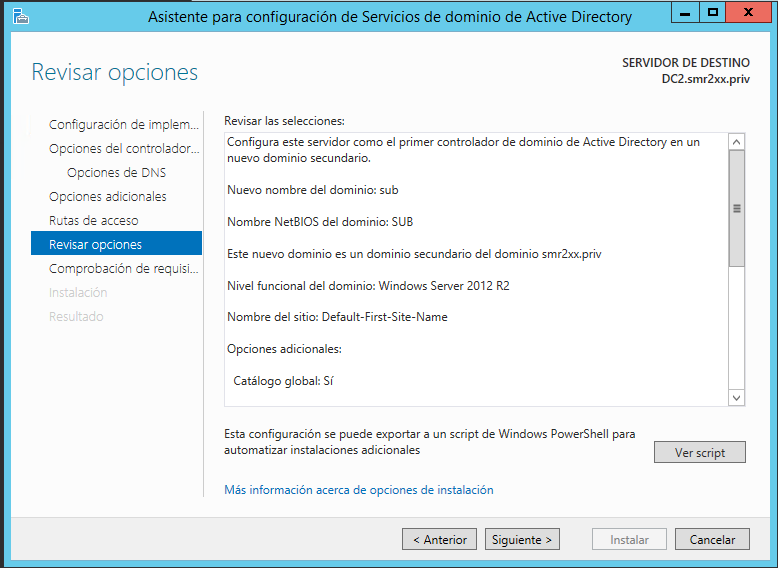 Asistente para configuración de Servicios de dominio de Active Directory
Revisar opciones
SERVIDOR DE DESTINO
DC2.smr2xx.priv
Configuración de implem...
Opciones del controlador...
Opciones de DNS
Opciones adicionales
Rutas de acceso
Revisar opciones
Comprobación de requisi...
Instalación
Resultado
Revisar las selecciones:
Configura este servidor como el primer controlador de dominio de Active Directory en un
nuevo dominio secundario.
Nuevo nombre del dominio: sub
Nombre NetBIOS del dominio: SUB
Este nuevo dominio es un dominio secundario del dominio smr2xx.priv
Nivel funcional del dominio: Windows Server 2012 R2
Nombre del sitio: Default-First-Site-Name
Opciones adicionales:
Catálogo global: Sí
Esta configuración se puede exportar a un script de Windows PowerShell para
automatizar instalaciones adicionales
Ver script
Más información acerca de opciones de instalación
< Anterior
Siguiente >
Instalar
Cancelar